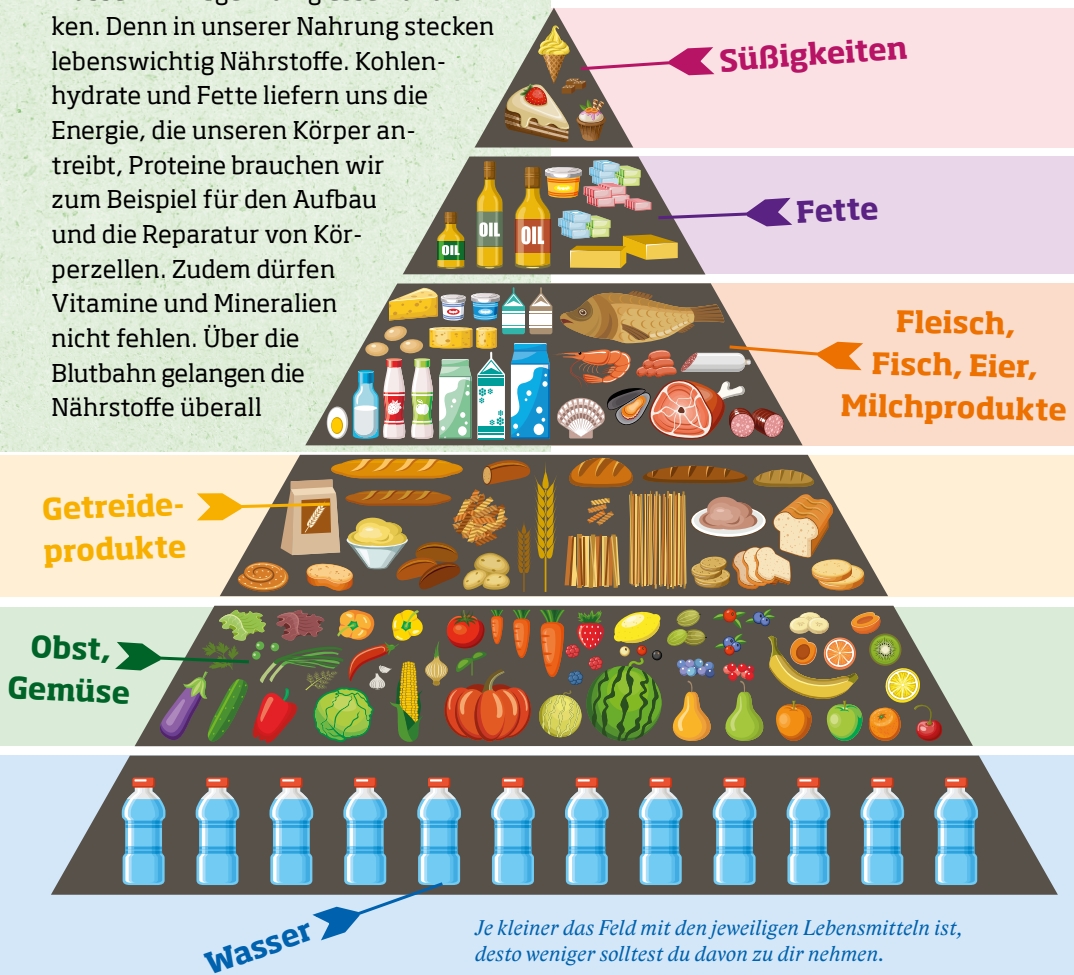 ken. Denn in unserer Nahrung stecken
lebenswichtig Nährstoffe. Kohlen-
hydrate und Fette liefern uns die
Energie, die unseren Körper an-
treibt, Proteine brauchen wir
zum Beispiel für den Aufbau
und die Reparatur von Kör-
perzellen. Zudem dürfen
Vitamine und Mineralien
nicht fehlen. Über die
Blutbahn gelangen die
Nährstoffe überall
Süßigkeiten
Fette
OIL
OIL
OIL
Fleisch,
Fisch, Eier,
Milchprodukte
Getreide-
produkte
Obst,
Gemüse
Wasser
Je kleiner das Feld mit den jeweiligen Lebensmitteln ist,
desto weniger solltest du davon zu dir nehmen.